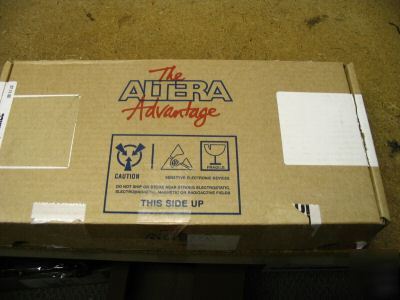 The
ALTERA
Advantage
CAUTION
SENSITIVE ELECTRONIC DEVICES
FRAGILE
DO NOT SHIP OR STORE NEAR STRONG ELECTROSTATIC,
ELECTROMAGNETIC, MAGNETIC OR RADIOACTIVE FIELDS
THIS SIDE UP